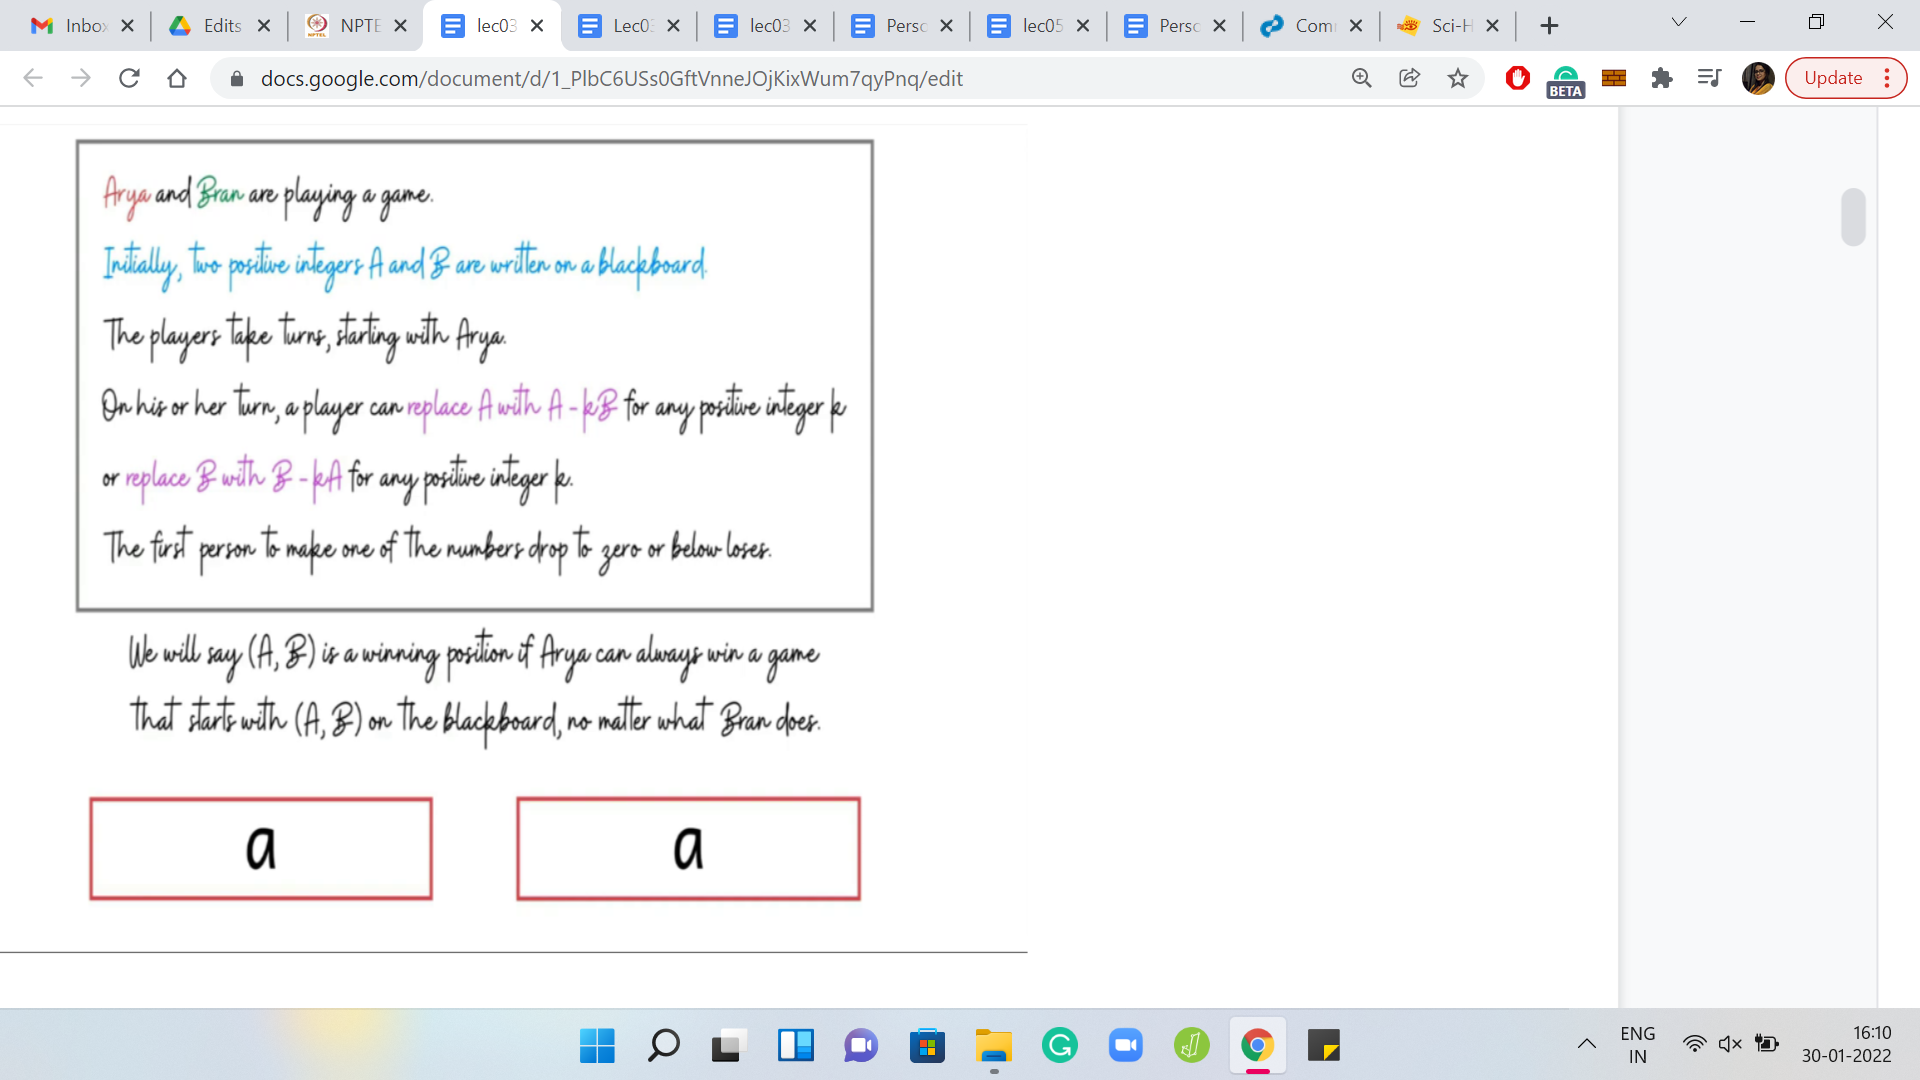 Inbox
Edits
NPTE
lec03
Lec03
lec03
Perso
lec05
Perso
Com
Sci-H
docs.google.com/document/d/1_PlbC6USs0GftVnneJOjKixWum7qyPnq/edit
BETA
Update
Arya and Bran are playing a game.
Initially, two positive integers A and B are written on a blackboard.
The players take turns, starting with Arya.
On his or her turn, a player can replace A with A - kB for any positive integer k
or replace B with B - kA for any positive integer k.
The first person to make one of the numbers drop to zero or below loses.
We will say (A, B) is a winning position if Arya can always win a game
that starts with (A, B) on the blackboard, no matter what Bran does.
a a
ENG
IN
16:10
30-01-2022